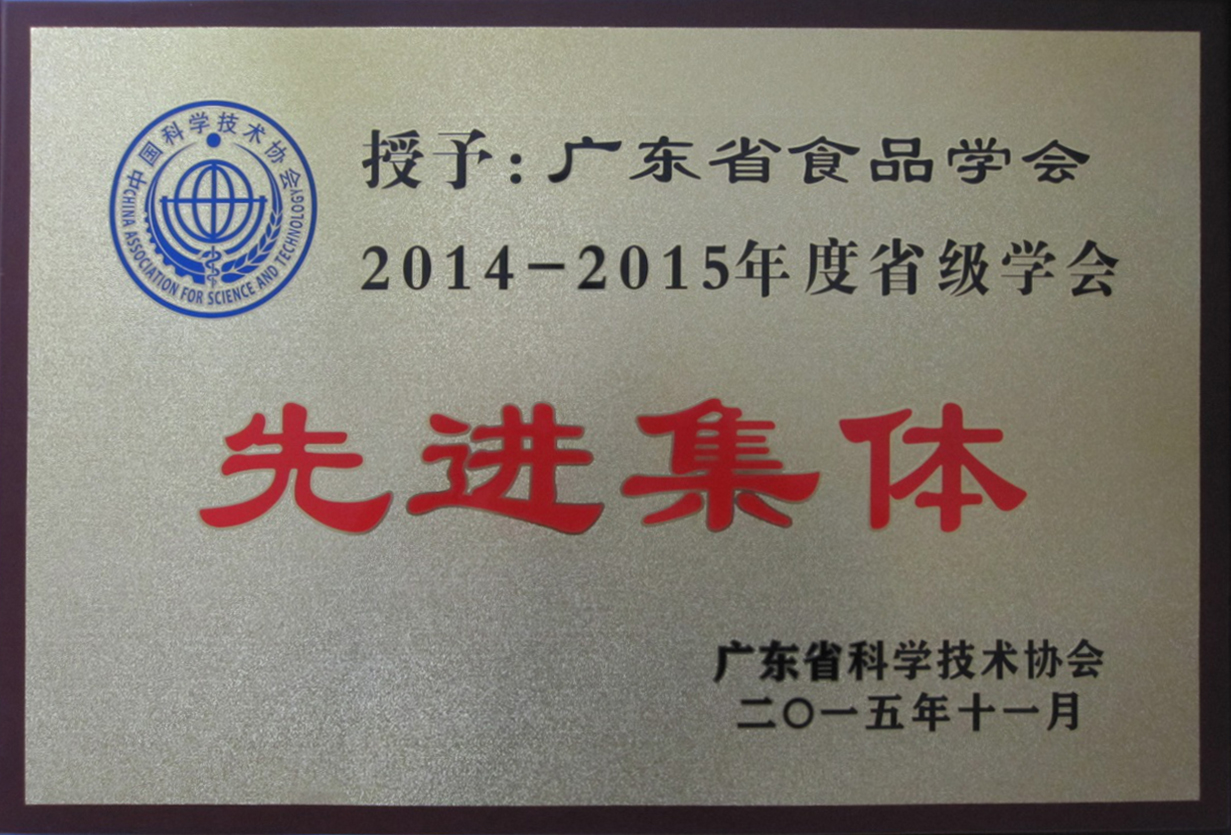 中国科学技术协会
CHINA ASSOCIATION FOR SCIENCE AND TECHNOLOGY
授予：广东省食品学会
2014-2015年度省级学会
先进集体
广东省科学技术协会
二〇一五年十一月